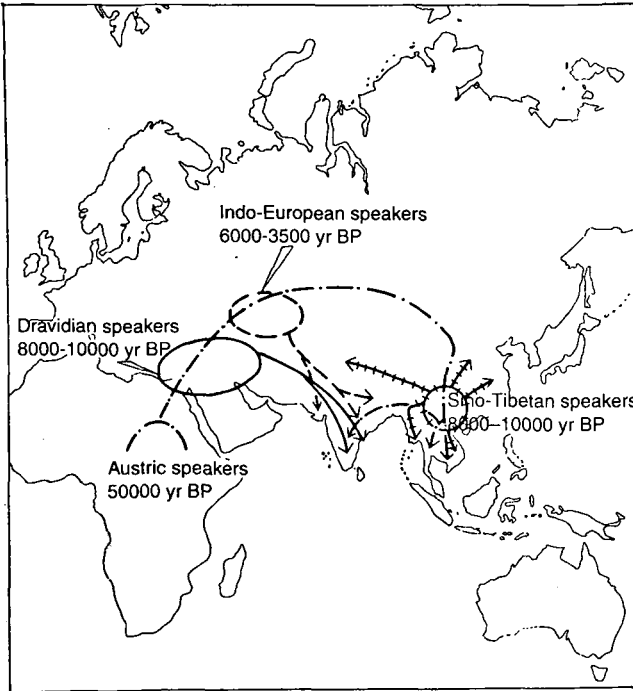 Indo-European speakers
6000-3500 yr BP
Dravidian speakers
8000-10000 yr BP
Sino-Tibetan speakers
8000–10000 yr BP
Austric speakers
50000 yr BP